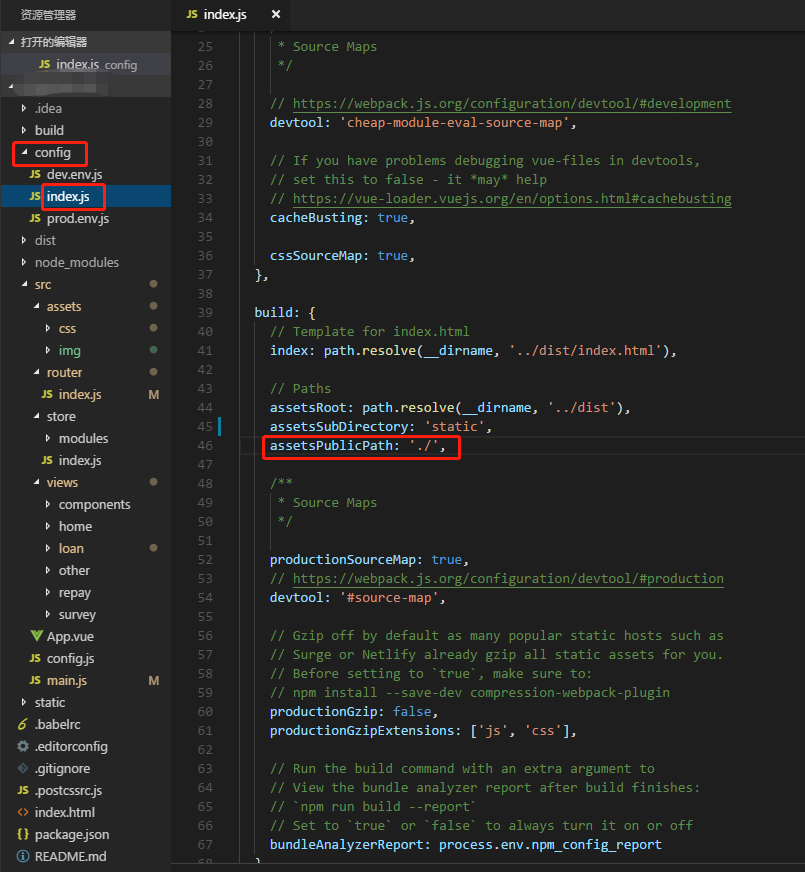 资源管理器
打开的编辑器
JS index.js config
.idea
build
config
JS dev.env.js
JS index.js
JS prod.env.js
dist
node_modules
src
assets
css
img
router
JS index.js M
store
modules
JS index.js
views
components
home
loan
other
repay
survey
App.vue
JS config.js
JS main.js M
static
.babelrc
.editorconfig
.gitignore
JS .postcssrc.js
<> index.html
{} package.json
README.md
JS index.js ×
25 * Source Maps
26 */
27
28 // https://webpack.js.org/configuration/devtool/#development
29 devtool: 'cheap-module-eval-source-map',
30
31 // If you have problems debugging vue-files in devtools,
32 // set this to false - it *may* help
33 // https://vue-loader.vuejs.org/en/options.html#cachebusting
34 cacheBusting: true,
35
36 cssSourceMap: true,
37 },
38
39 build: {
40 // Template for index.html
41 index: path.resolve(__dirname, '../dist/index.html'),
42
43 // Paths
44 assetsRoot: path.resolve(__dirname, '../dist'),
45 assetsSubDirectory: 'static',
46 assetsPublicPath: './',
47
48 /**
49 * Source Maps
50 */
51
52 productionSourceMap: true,
53 // https://webpack.js.org/configuration/devtool/#production
54 devtool: '#source-map',
55
56 // Gzip off by default as many popular static hosts such as
57 // Surge or Netlify already gzip all static assets for you.
58 // Before setting to `true`, make sure to:
59 // npm install --save-dev compression-webpack-plugin
60 productionGzip: false,
61 productionGzipExtensions: ['js', 'css'],
62
63 // Run the build command with an extra argument to
64 // View the bundle analyzer report after build finishes:
65 // `npm run build --report`
66 // Set to `true` or `false` to always turn it on or off
67 bundleAnalyzerReport: process.env.npm_config_report